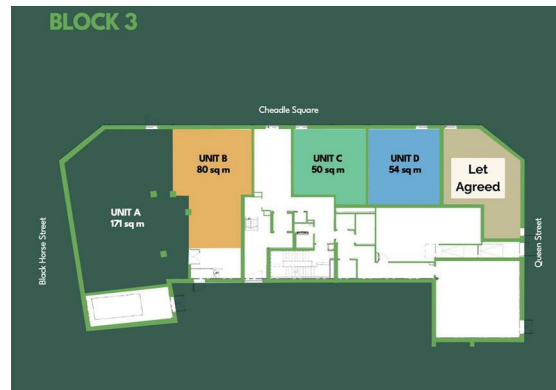 BLOCK 3
Cheadle Square
UNIT B
80 sq m
UNIT C
50 sq m
UNIT D
54 sq m
Let
Agreed
UNIT A
171 sq m
Black Horse Street
Queen Street